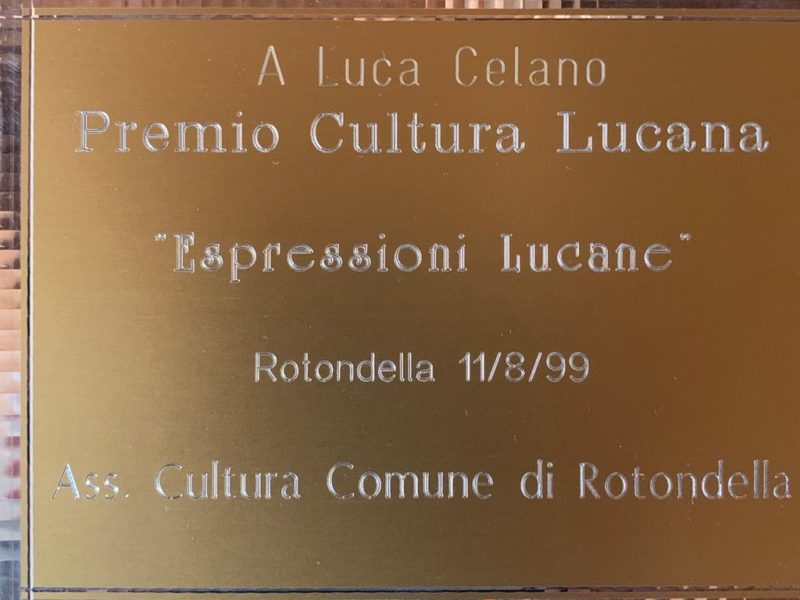 A Luca Celano
Premio Cultura Lucana
"Espressioni Lucane"
Rotondella 11/8/99
Ass. Cultura Comune di Rotondella